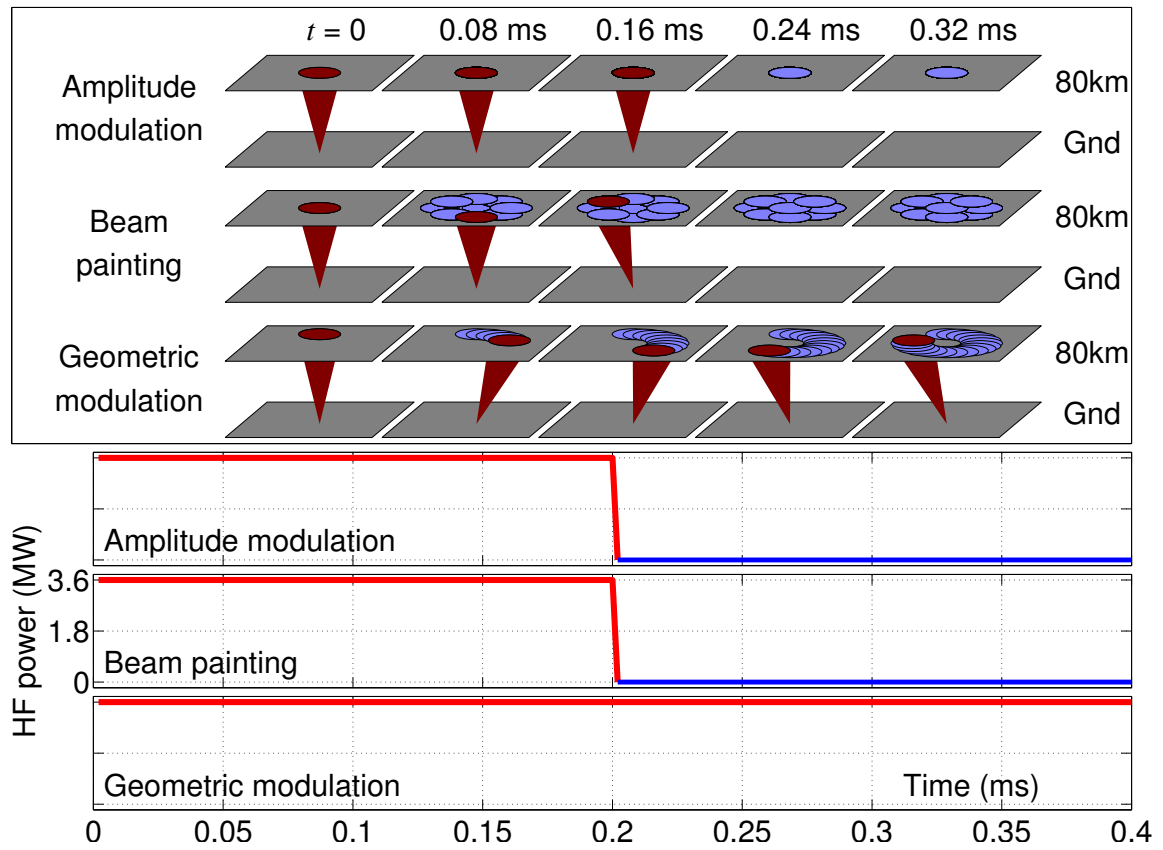 t = 0 0.08 ms 0.16 ms 0.24 ms 0.32 ms
Amplitude
modulation
80km
Gnd
Beam
painting
80km
Gnd
Geometric
modulation
80km
Gnd
HF power (MW)
Amplitude modulation
3.6
1.8
0
Beam painting
Geometric modulation
Time (ms)
0 0.05 0.1 0.15 0.2 0.25 0.3 0.35 0.4